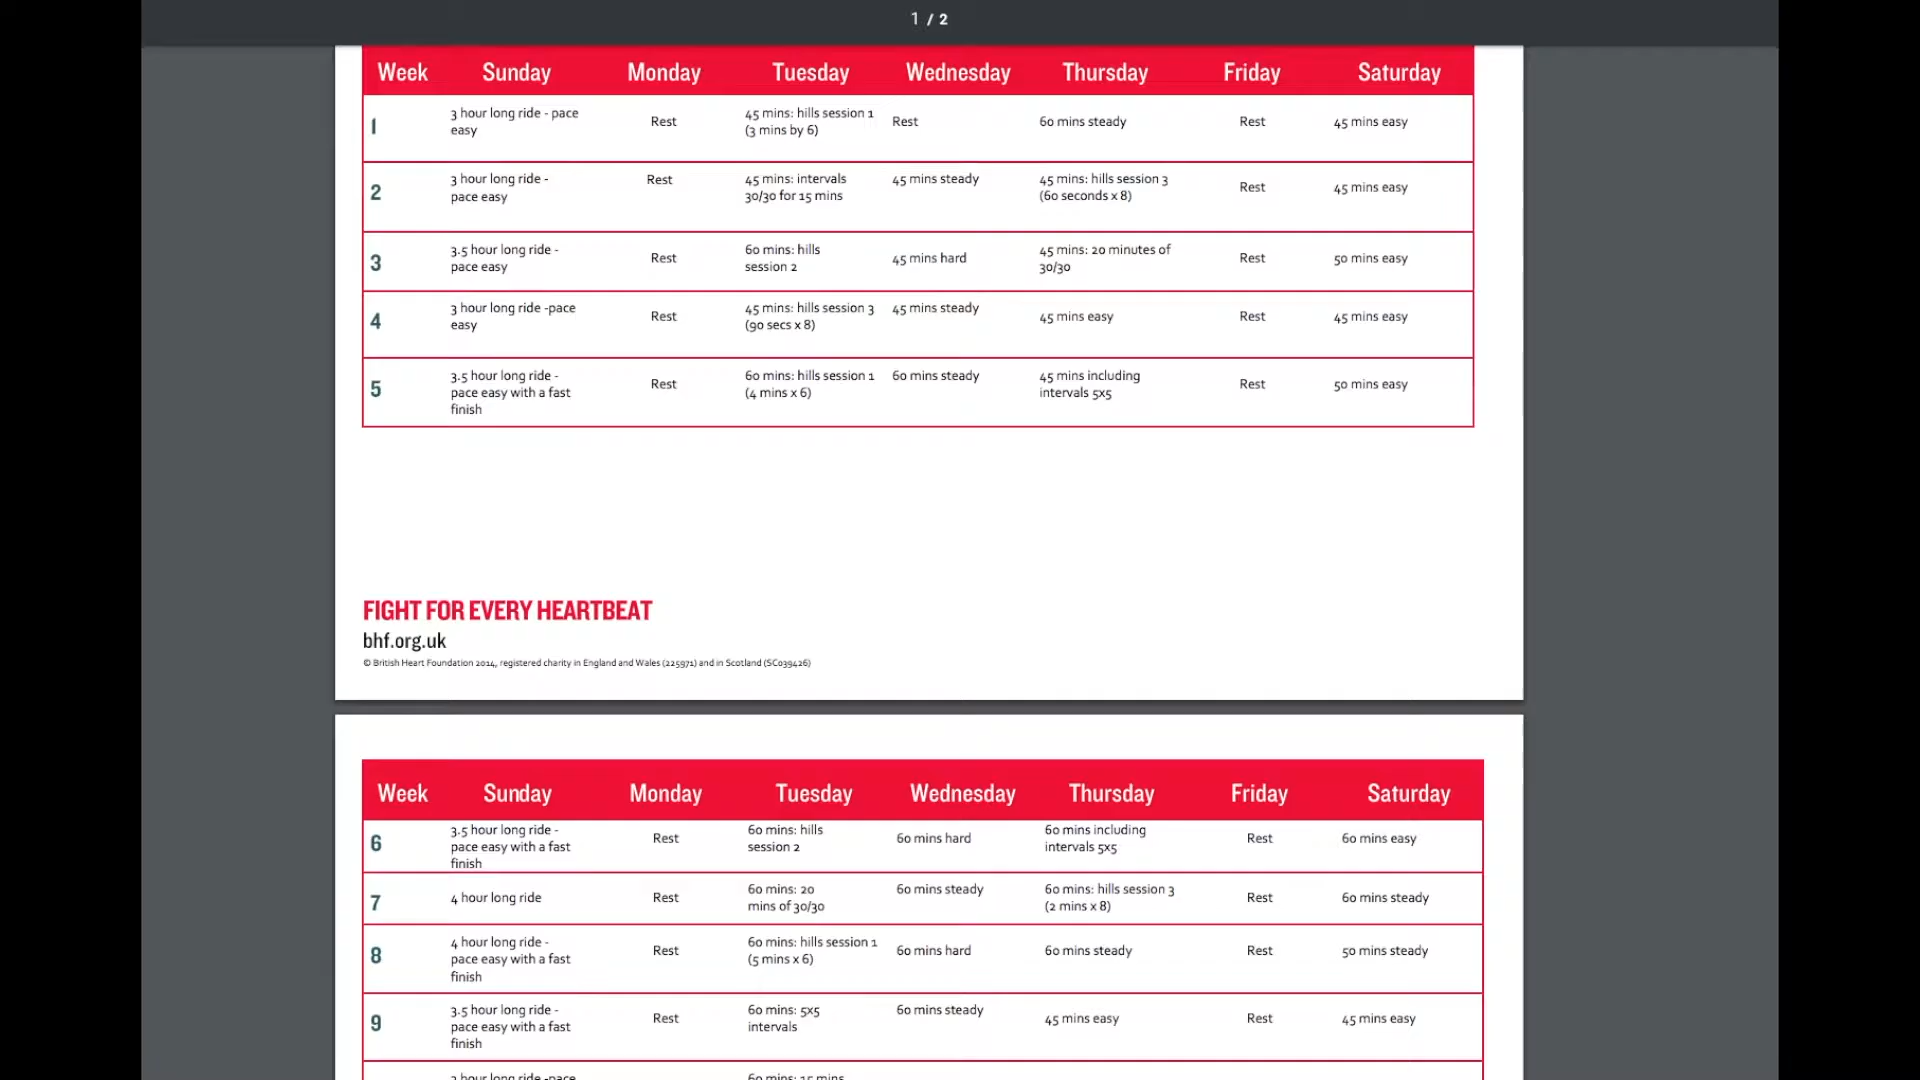 1 / 2
Week Sunday Monday Tuesday Wednesday Thursday Friday Saturday
1
3 hour long ride - pace
easy
Rest
45 mins: hills session 1
(3 mins by 6)
Rest
60 mins steady
Rest
45 mins easy
2
3 hour long ride -
pace easy
Rest
45 mins: intervals
30/30 for 15 mins
45 mins steady
45 mins: hills session 3
(60 seconds x 8)
Rest
45 mins easy
3
3.5 hour long ride -
pace easy
Rest
60 mins: hills
session 2
45 mins hard
45 mins: 20 minutes of
30/30
Rest
50 mins easy
4
3 hour long ride -pace
easy
Rest
45 mins: hills session 3
(90 secs x 8)
45 mins steady
45 mins easy
Rest
45 mins easy
5
3.5 hour long ride -
pace easy with a fast
finish
Rest
60 mins: hills session 1
(4 mins x 6)
60 mins steady
45 mins including
intervals 5x5
Rest
50 mins easy
FIGHT FOR EVERY HEARTBEAT
bhf.org.uk
© British Heart Foundation 2014, registered charity in England and Wales (225971) and in Scotland (SC039426)
Week Sunday Monday Tuesday Wednesday Thursday Friday Saturday
6
3.5 hour long ride -
pace easy with a fast
finish
Rest
60 mins: hills
session 2
60 mins hard
60 mins including
intervals 5x5
Rest
60 mins easy
7
4 hour long ride
Rest
60 mins: 20
mins of 30/30
60 mins steady
60 mins: hills session 3
(2 mins x 8)
Rest
60 mins steady
8
4 hour long ride -
pace easy with a fast
finish
Rest
60 mins: hills session 1
(5 mins x 6)
60 mins hard
60 mins steady
Rest
50 mins steady
9
3.5 hour long ride -
pace easy with a fast
finish
Rest
60 mins: 5x5
intervals
60 mins steady
45 mins easy
Rest
45 mins easy
3 hour long ride -pace
60 mins: 15 mins